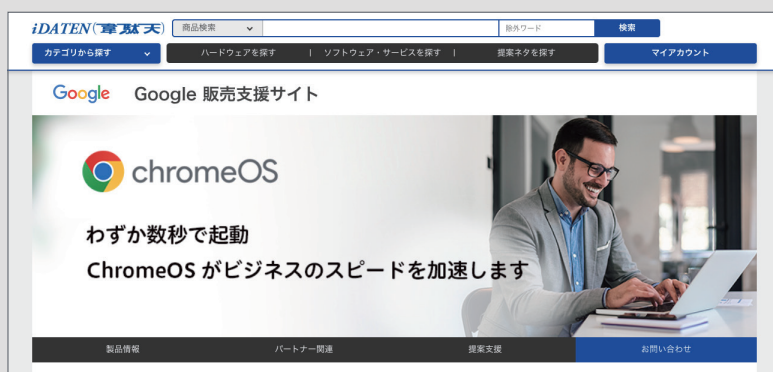 iDATEN(韋駄天) 商品検索 除外ワード 検索
カテゴリから探す ハードウェアを探す | ソフトウェア・サービスを探す | 提案ネタを探す マイアカウント
Google Google 販売支援サイト
chromeOS
わずか数秒で起動
ChromeOS がビジネスのスピードを加速します
製品情報 パートナー関連 提案支援 お問い合わせ